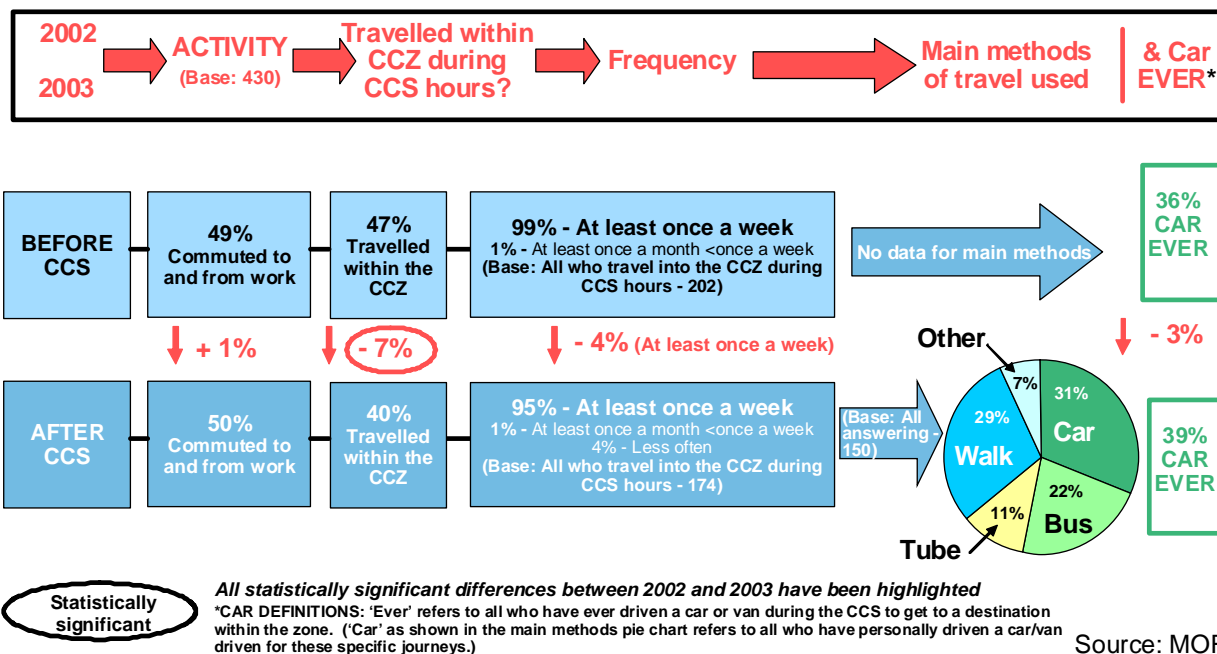 2002
2003
ACTIVITY
(Base: 430)
Travelled within
CCZ during
CCS hours?
Frequency
Main methods
of travel used
& Car
EVER*
BEFORE
CCS
49%
Commuted to
and from work
47%
Travelled
within the
CCZ
99% - At least once a week
1% - At least once a month <once a week
(Base: All who travel into the CCZ during
CCS hours - 202)
No data for main methods
36%
CAR
EVER
+ 1%
- 7%
- 4% (At least once a week)
- 3%
AFTER
CCS
50%
Commuted to
and from work
40%
Travelled
within the
CCZ
95% - At least once a week
1% - At least once a month <once a week
4% - Less often
(Base: All who travel into the CCZ during
CCS hours - 174)
(Base: All
answering -
150)
Other
7%
31%
Car
29%
Walk
22%
Bus
11%
Tube
39%
CAR
EVER
Statistically
significant
All statistically significant differences between 2002 and 2003 have been highlighted
*CAR DEFINITIONS: ‘Ever’ refers to all who have ever driven a car or van during the CCS to get to a destination
within the zone. (‘Car’ as shown in the main methods pie chart refers to all who have personally driven a car/van
driven for these specific journeys.)
Source: